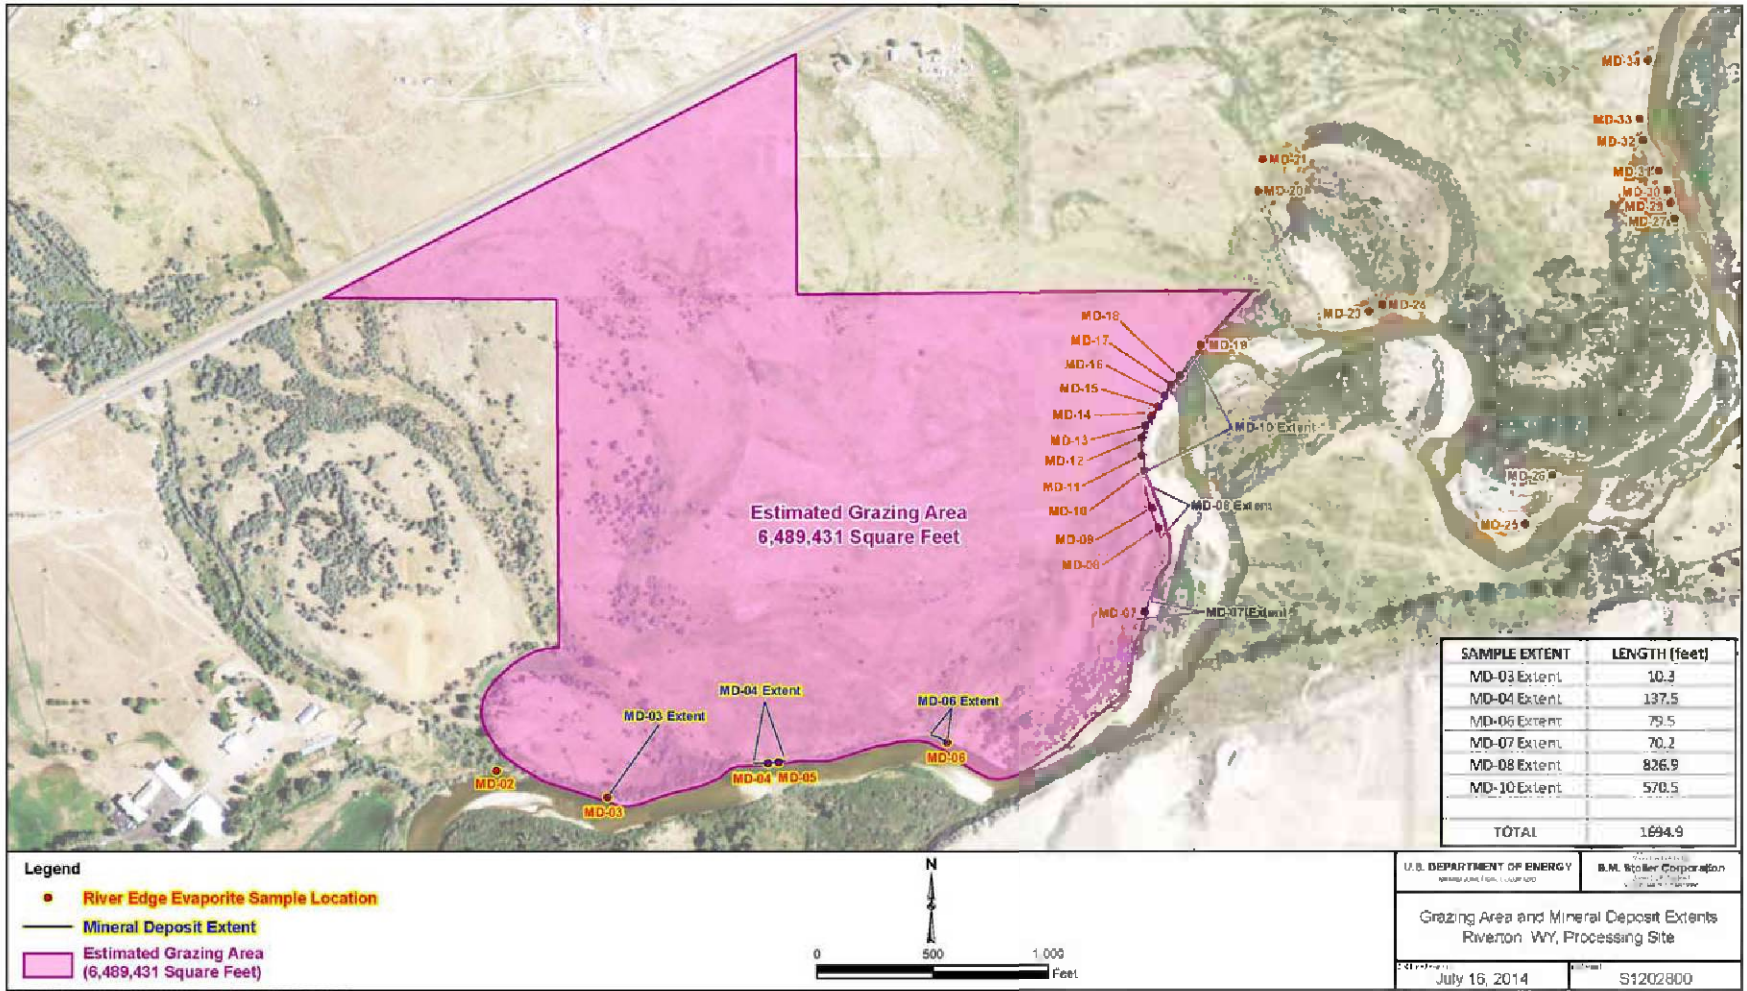 MD-34
MD-33
MD-32
MD-31
MD-30
MD-29
MD-27
MD-21
MD-20
MD-26
MD-23
MD-18
MD-17
MD-16
MD-15
MD-14
MD-13
MD-12
MD-11
MD-10
MD-09
MD-08
MD-19
MD-10 Extent
MD-08 Extent
MD-07
MD-07 Extent
Estimated Grazing Area
6,489,431 Square Feet
MD-04 Extent
MD-03 Extent
MD-06 Extent
MD-02
MD-03
MD-04
MD-05
MD-06
SAMPLE EXTENT LENGTH (feet)
MD-03 Extent 10.3
MD-04 Extent 137.5
MD-06 Extent 79.5
MD-07 Extent 70.2
MD-08 Extent 826.9
MD-10 Extent 570.5
TOTAL 1694.9
Legend
River Edge Evaporite Sample Location
Mineral Deposit Extent
Estimated Grazing Area
(6,489,431 Square Feet)
N
0 500 1,000
Feet
U.S. DEPARTMENT OF ENERGY
Stoller Corporation
Grazing Area and Mineral Deposit Extents
Riverton WY, Processing Site
July 16, 2014
S1202800